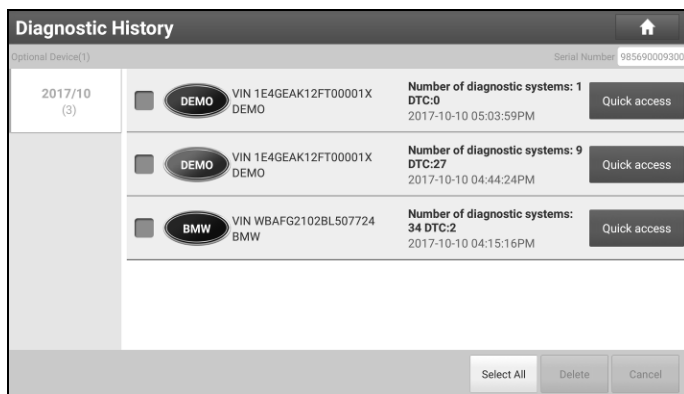 Diagnostic History
Optional Device(1)
Serial Number 985690009300
2017/10
(3)
DEMO
VIN 1E4GEAK12FT00001X
DEMO
Number of diagnostic systems: 1
DTC:0
2017-10-10 05:03:59PM
Quick access
DEMO
VIN 1E4GEAK12FT00001X
DEMO
Number of diagnostic systems: 9
DTC:27
2017-10-10 04:44:24PM
Quick access
BMW
VIN WBAFG2102BL507724
BMW
Number of diagnostic systems:
34 DTC:2
2017-10-10 04:15:16PM
Quick access
Select All
Delete
Cancel